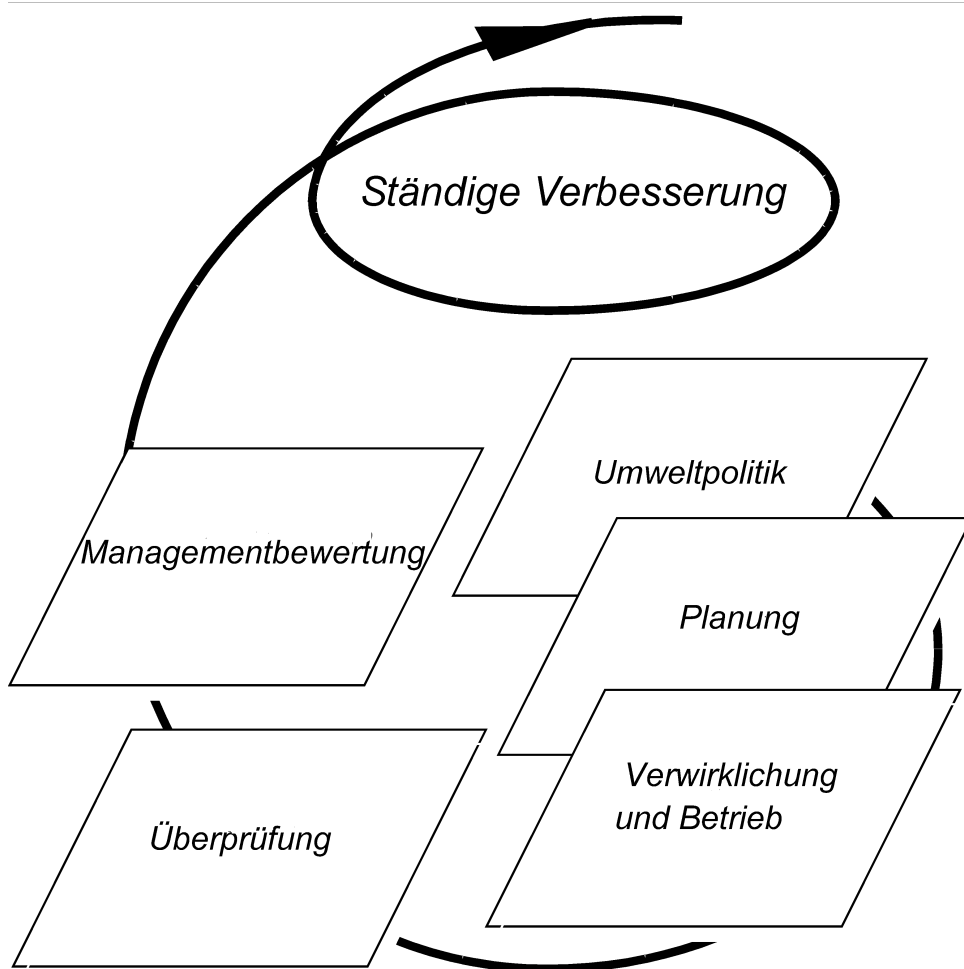 Ständige Verbesserung
Umweltpolitik
Managementbewertung
Planung
Verwirklichung
und Betrieb
Überprüfung